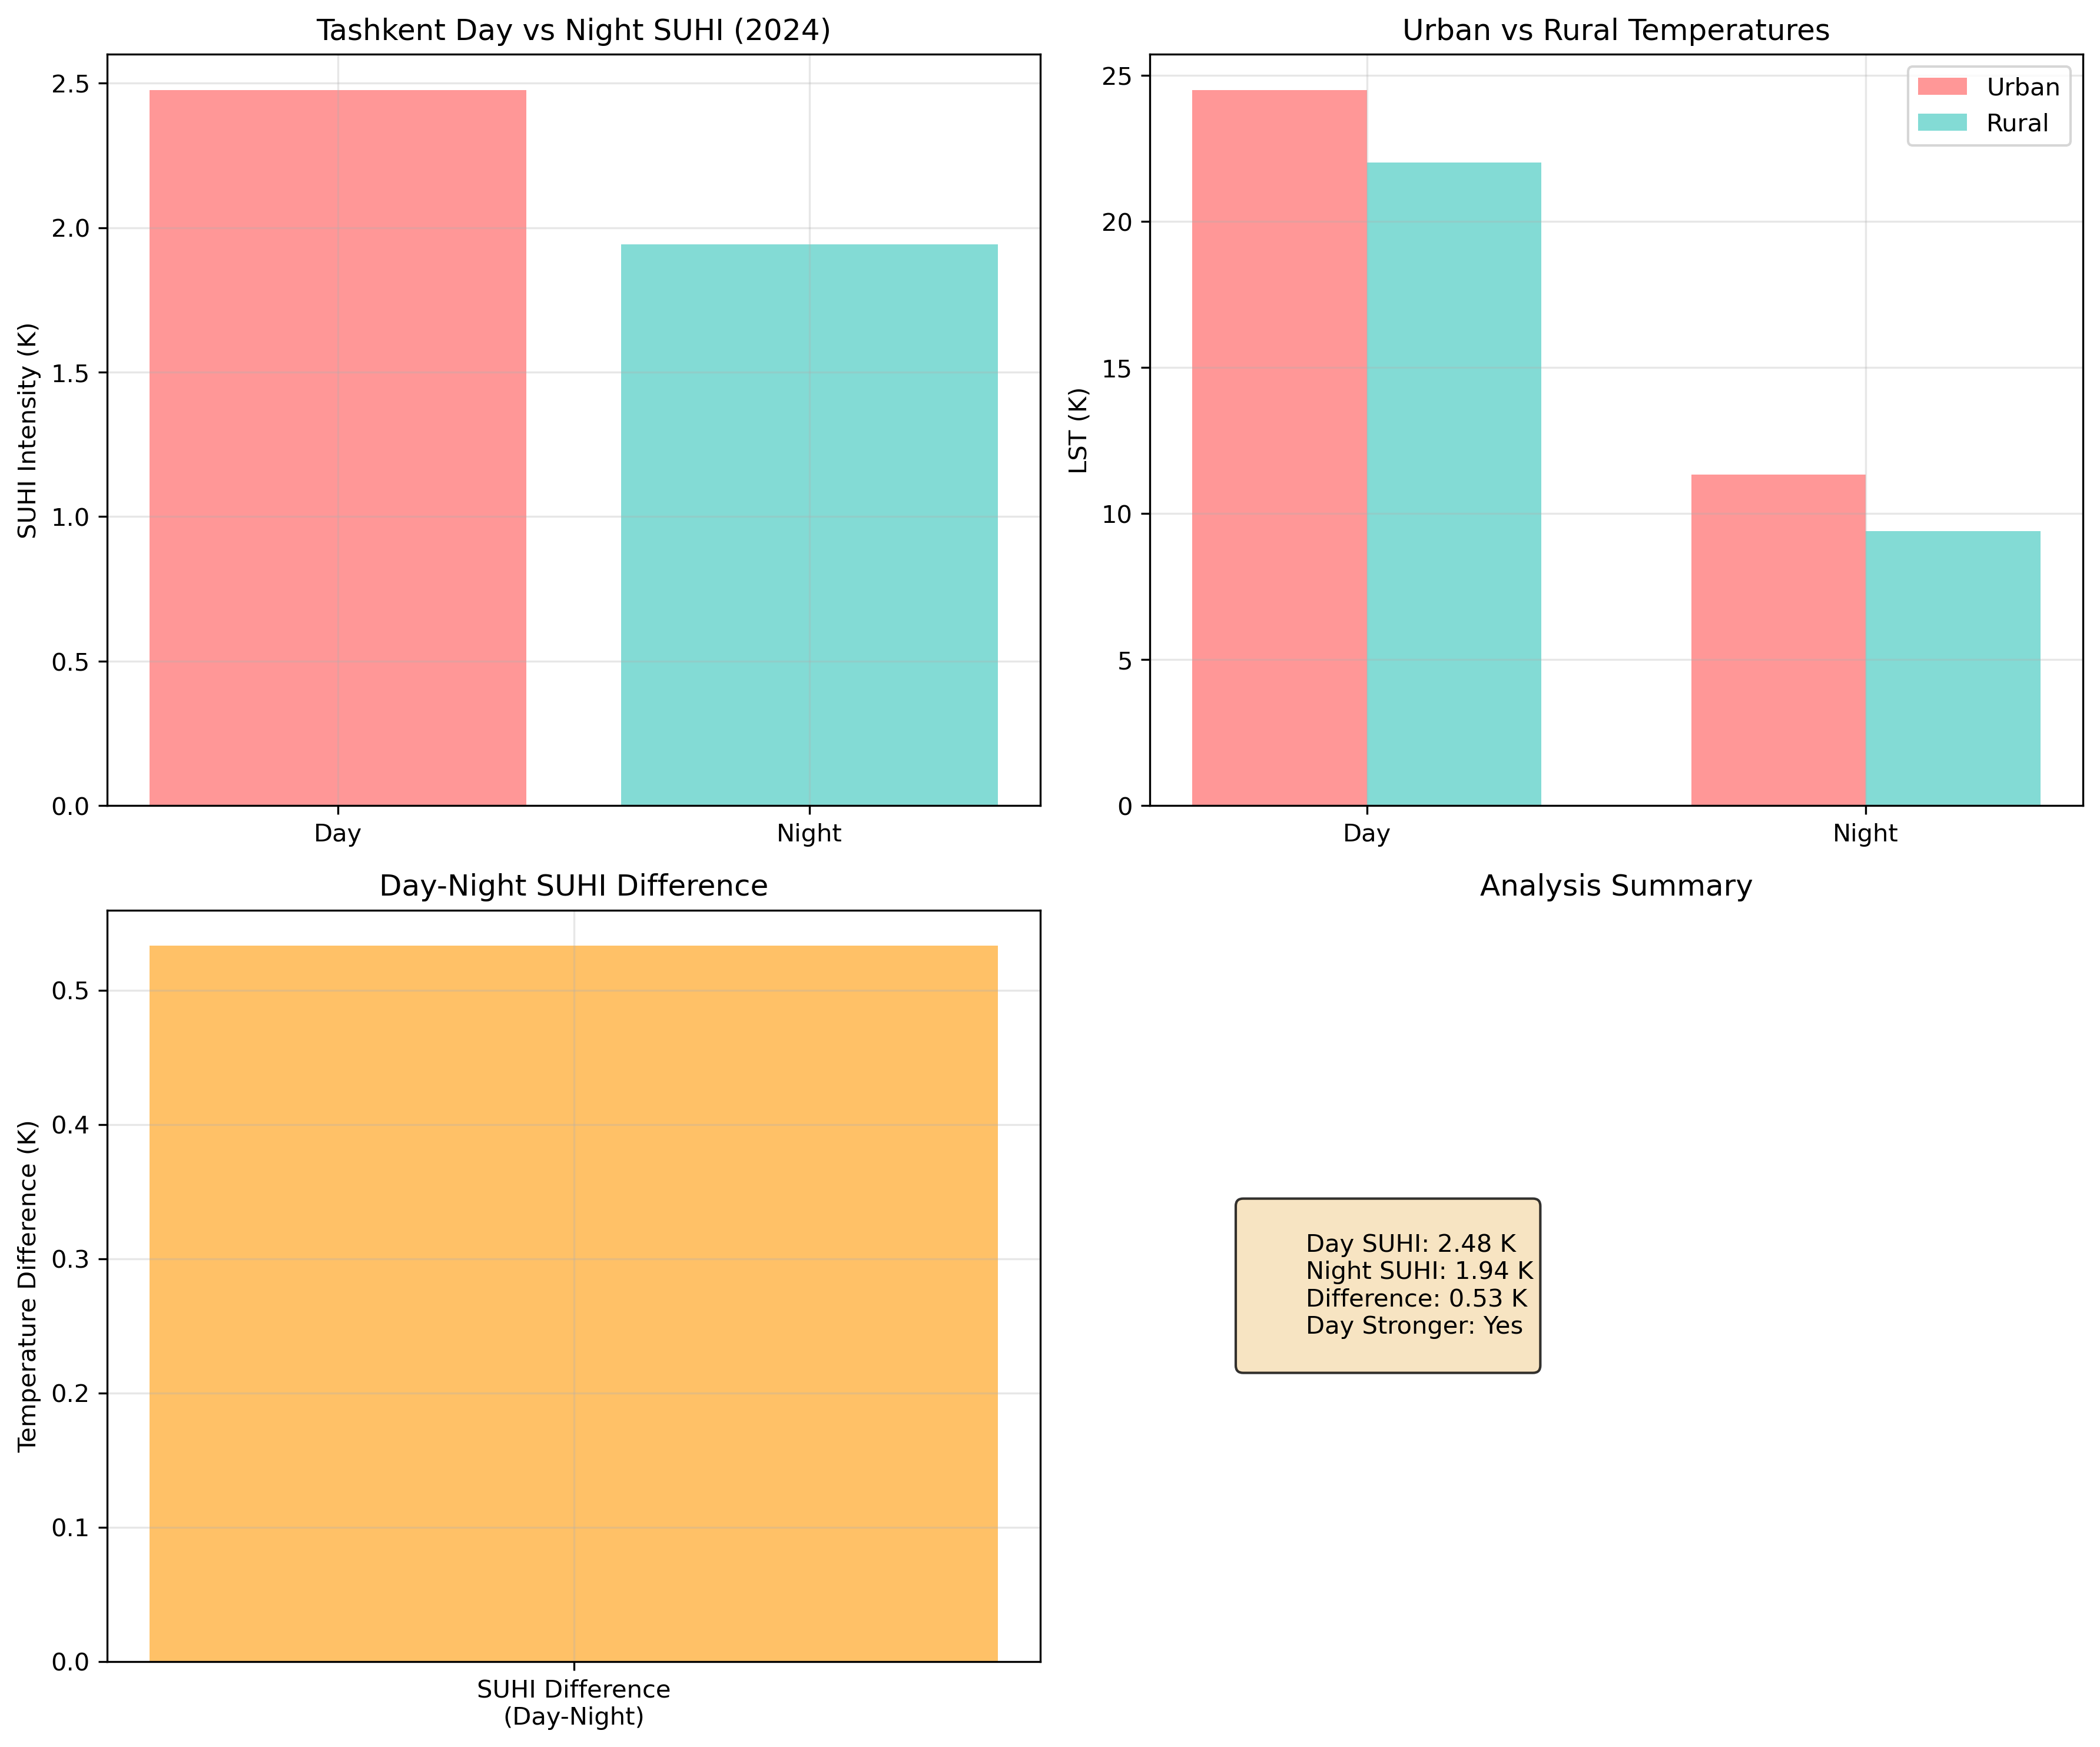 Tashkent Day vs Night SUHI (2024)
SUHI Intensity (K)
2.5
2.0
1.5
1.0
0.5
0.0
Day
Night
Urban vs Rural Temperatures
LST (K)
25
20
15
10
5
0
Day
Night
Urban
Rural
Day-Night SUHI Difference
Temperature Difference (K)
0.5
0.4
0.3
0.2
0.1
0.0
SUHI Difference
(Day-Night)
Analysis Summary
Day SUHI: 2.48 K
Night SUHI: 1.94 K
Difference: 0.53 K
Day Stronger: Yes